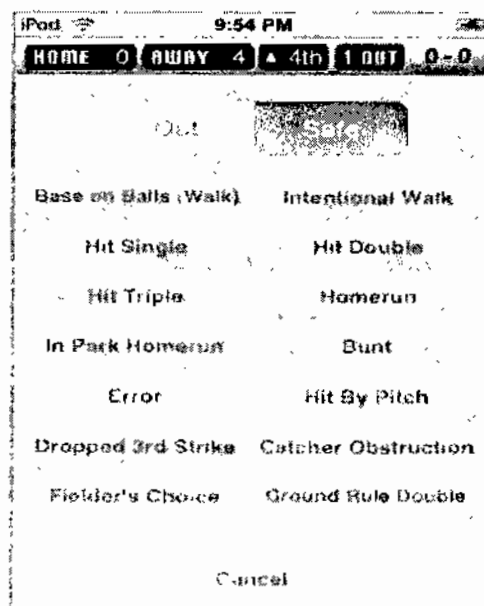 iPod 9:54 PM
HOME 0 AWAY 4 ▲ 4th 1 OUT 0-0
Out Safe
Base on Balls (Walk) Intentional Walk
Hit Single Hit Double
Hit Triple Homerun
In Park Homerun Bunt
Error Hit By Pitch
Dropped 3rd Strike Catcher Obstruction
Fielder's Choice Ground Rule Double
Cancel